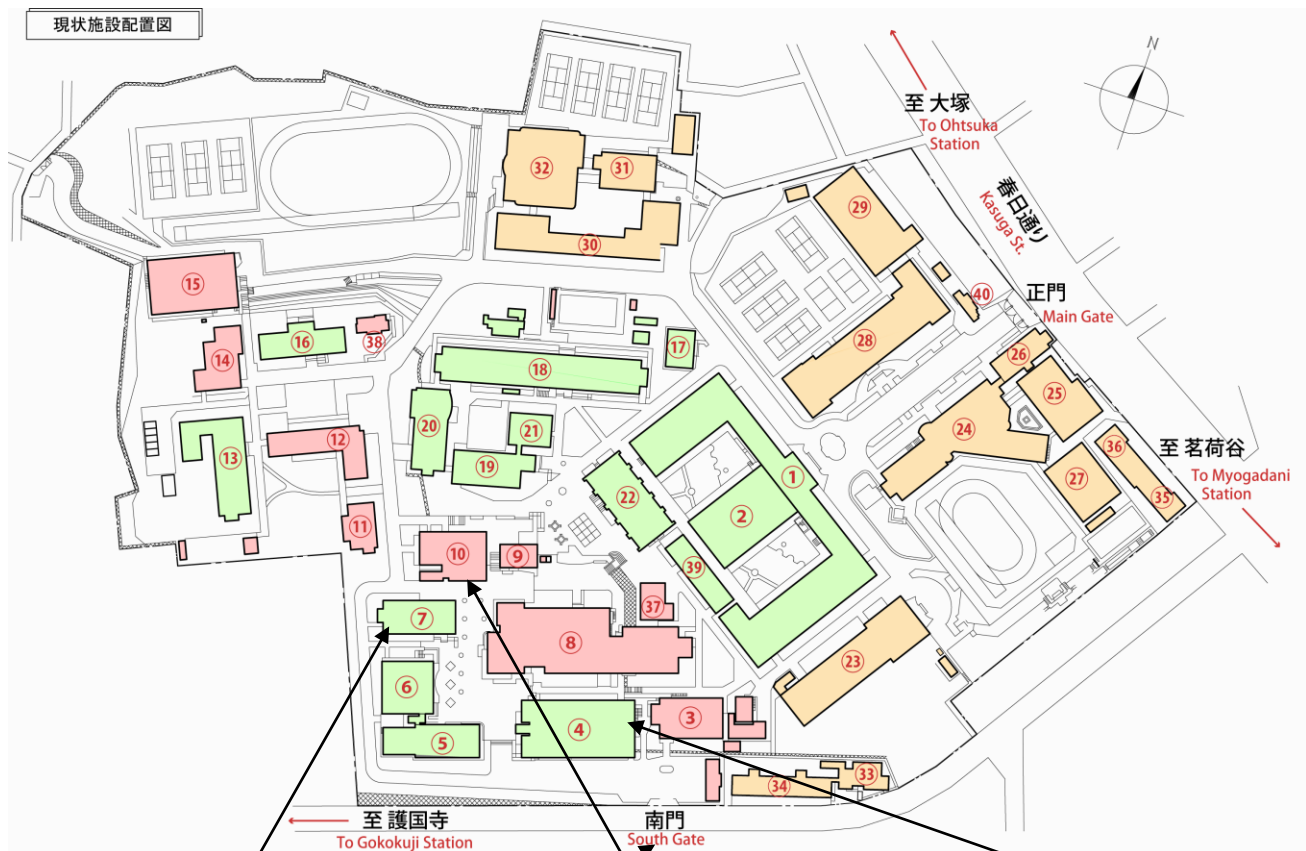 現状施設配置図
N
至 大塚
To Ohtsuka
Station
春日通り
Kasuga St.
正門
Main Gate
至 茗荷谷
To Myogadani
Station
㉜
㉛
㉚
㉙
㊵
㉘
㉖
㉕
㉔
㊱
㉗
㉟
⑮
⑭
⑯
㊳
⑰
⑱
⑳
㉑
⑲
⑬
⑫
⑪
①
②
㉒
㊴
⑩
⑨
㊲
⑦
⑧
⑥
㉓
⑤
④
③
㉞
㉝
至 護国寺
To Gokokuji Station
南門
South Gate